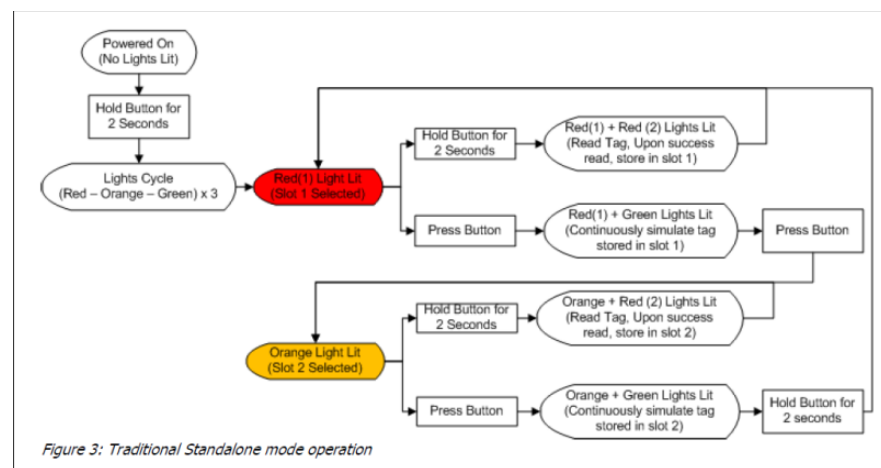 Powered On
(No Lights Lit)
Hold Button for
2 Seconds
Lights Cycle
(Red – Orange – Green) x 3
Red(1) Light Lit
(Slot 1 Selected)
Hold Button for
2 Seconds
Red(1) + Red (2) Lights Lit
(Read Tag, Upon success
read, store in slot 1)
Press Button
Red(1) + Green Lights Lit
(Continuously simulate tag
stored in slot 1)
Press Button
Orange Light Lit
(Slot 2 Selected)
Hold Button for
2 Seconds
Orange + Red (2) Lights Lit
(Read Tag, Upon success
read, store in slot 2)
Press Button
Orange + Green Lights Lit
(Continuously simulate tag
stored in slot 2)
Hold Button for
2 seconds
Figure 3: Traditional Standalone mode operation